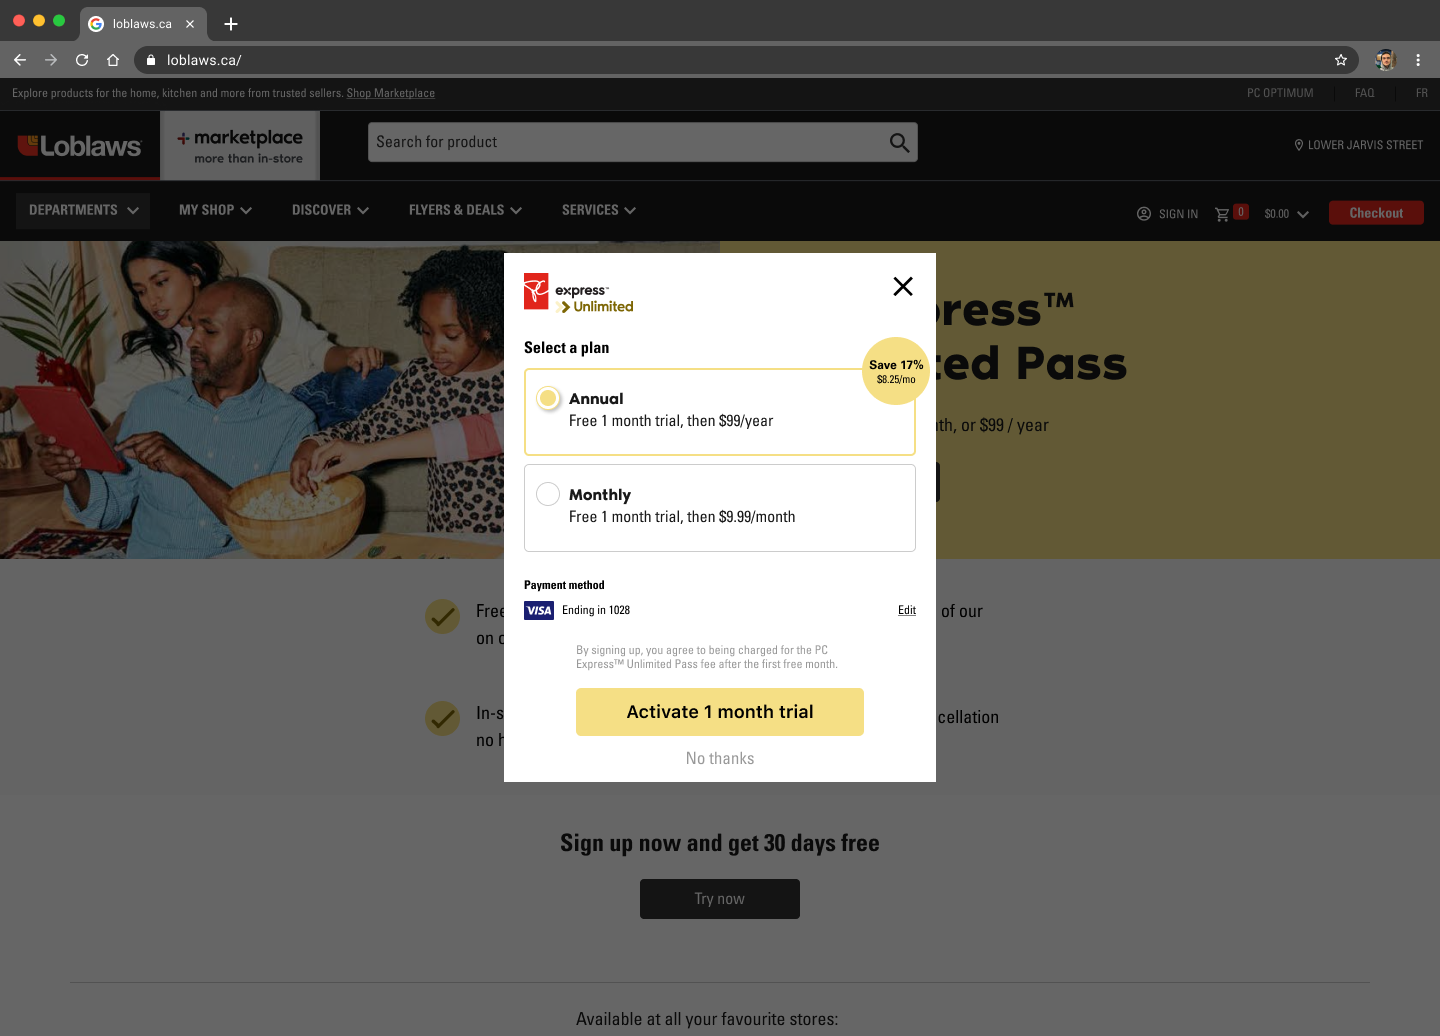 loblaws.ca
loblaws.ca/
Explore products for the home, kitchen and more from trusted sellers. Shop Marketplace
PC OPTIMUM
FAQ
FR
Loblaws
marketplace
more than in-store
Search for product
LOWER JARVIS STREET
DEPARTMENTS
MY SHOP
DISCOVER
FLYERS & DEALS
SERVICES
SIGN IN
0
$0.00
Checkout
ress™
ted Pass
th, or $99 / year
express™
Unlimited
Select a plan
Save 17%
$8.25/mo
Annual
Free 1 month trial, then $99/year
Monthly
Free 1 month trial, then $9.99/month
Payment method
VISA
Ending in 1028
Edit
By signing up, you agree to being charged for the PC
Express™ Unlimited Pass fee after the first free month.
Activate 1 month trial
No thanks
Free
on
of our
In-s
no h
cellation
Sign up now and get 30 days free
Try now
Available at all your favourite stores: